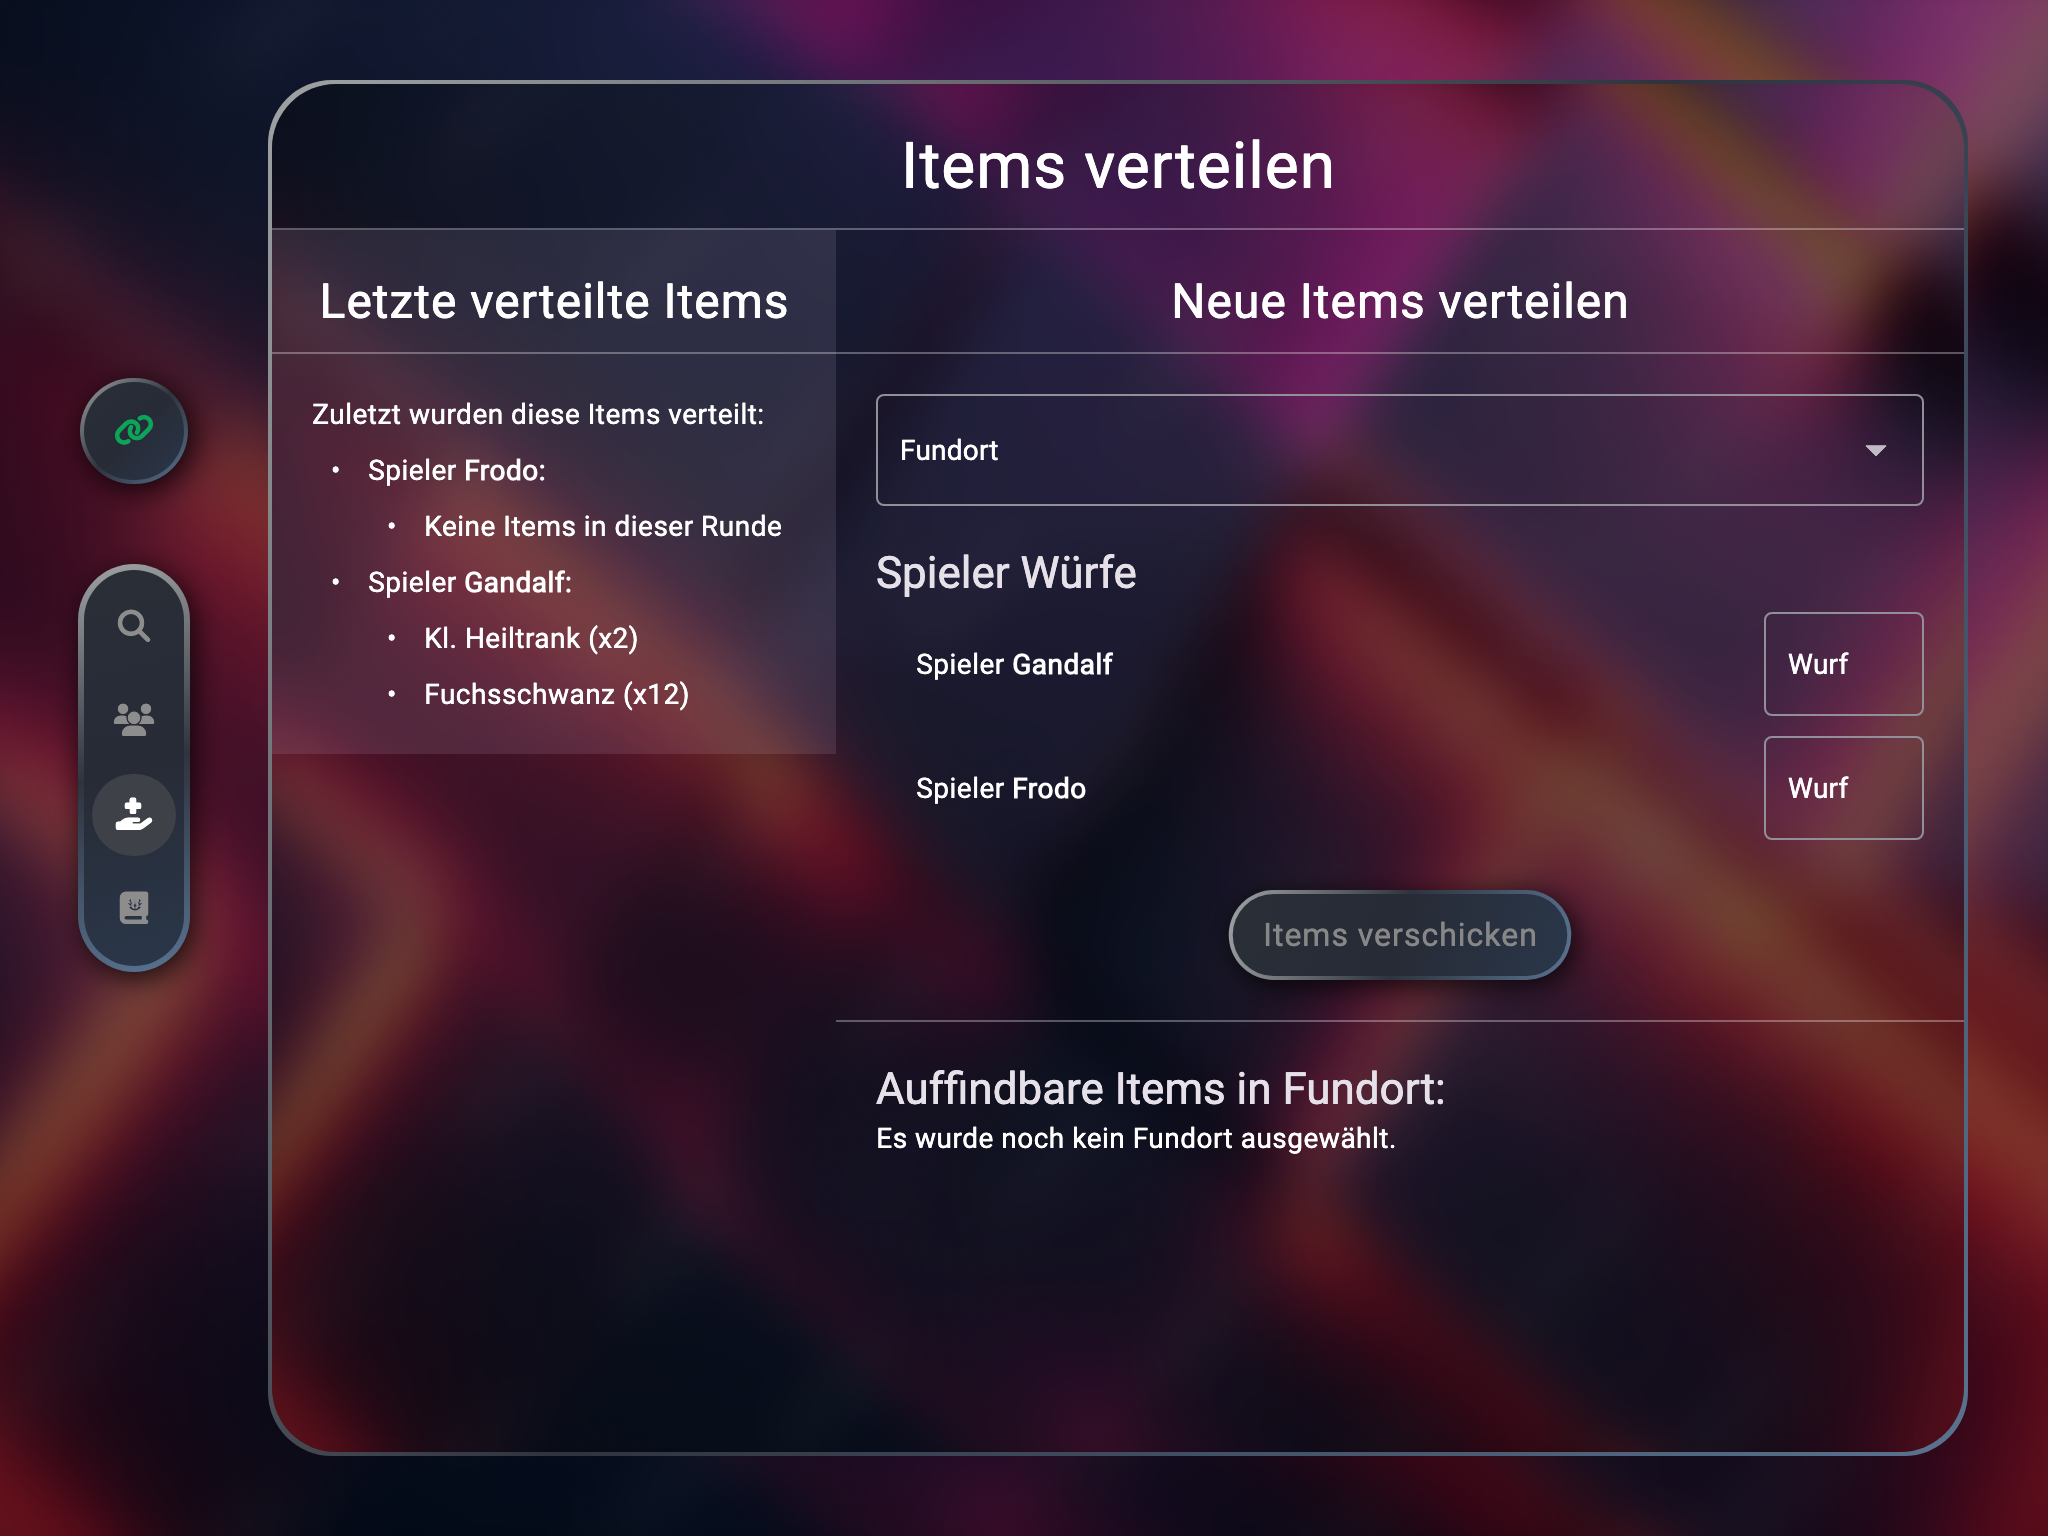 Items verteilen
Letzte verteilte Items
Zuletzt wurden diese Items verteilt:
• Spieler Frodo:
• Keine Items in dieser Runde
• Spieler Gandalf:
• Kl. Heiltrank (x2)
• Fuchsschwanz (x12)
Neue Items verteilen
Fundort
Spieler Würfe
Spieler Gandalf
Wurf
Spieler Frodo
Wurf
Items verschicken
Auffindbare Items in Fundort:
Es wurde noch kein Fundort ausgewählt.